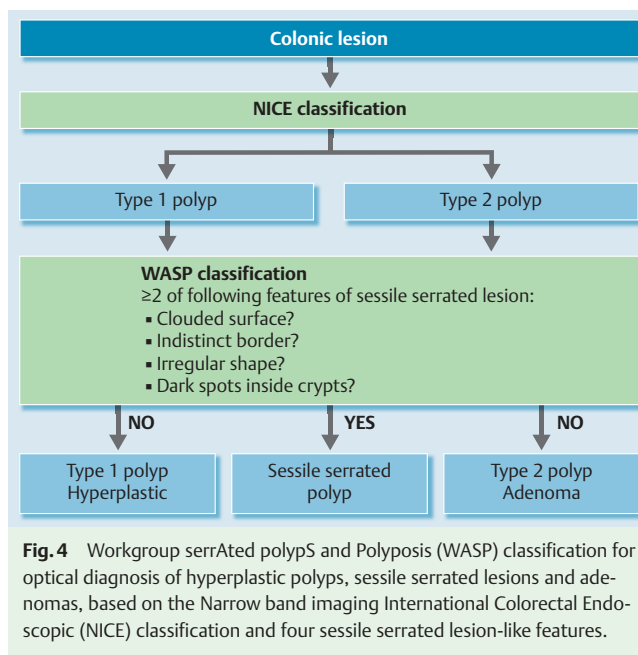 Colonic lesion
NICE classification
Type 1 polyp
Type 2 polyp
WASP classification
≥2 of following features of sessile serrated lesion:
▪ Clouded surface?
▪ Indistinct border?
▪ Irregular shape?
▪ Dark spots inside crypts?
NO
YES
NO
Type 1 polyp
Hyperplastic
Sessile serrated
polyp
Type 2 polyp
Adenoma
Fig. 4 Workgroup serrAted polypS and Polyposis (WASP) classification for
optical diagnosis of hyperplastic polyps, sessile serrated lesions and ade-
nomas, based on the Narrow band imaging International Colorectal Endo-
scopic (NICE) classification and four sessile serrated lesion-like features.